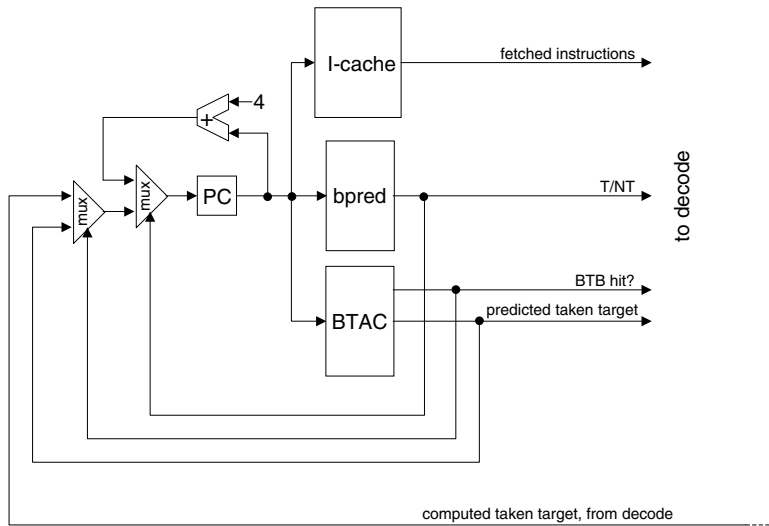 I-cache
fetched instructions
4
+
mux
mux
PC
bpred
T/NT
to decode
BTAC
BTB hit?
predicted taken target
computed taken target, from decode